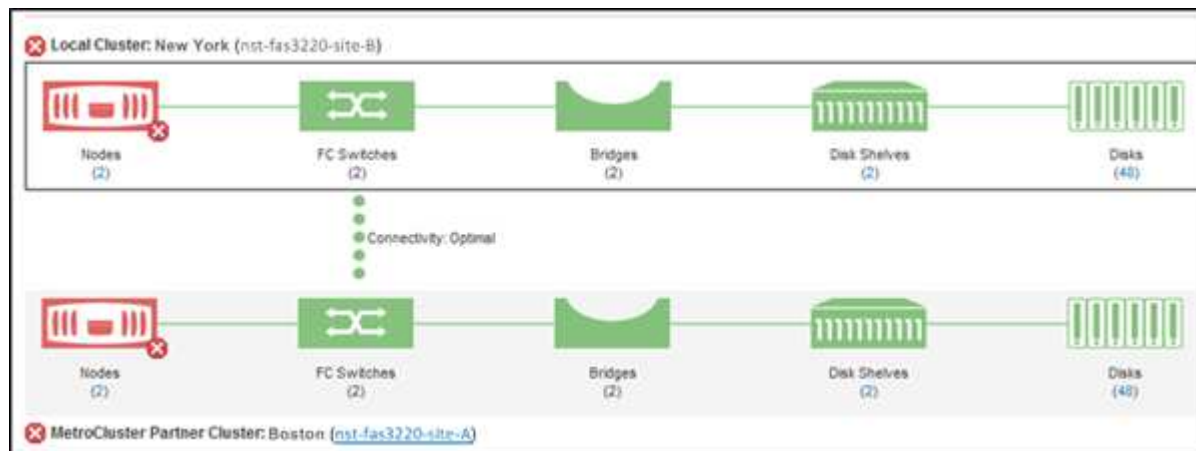 Local Cluster: New York (nst-fas3220-site-B)
Nodes FC Switches Bridges Disk Shelves Disks
(2) (2) (2) (2) (48)
Connectivity: Optimal
Nodes FC Switches Bridges Disk Shelves Disks
(2) (2) (2) (2) (48)
MetroCluster Partner Cluster: Boston (nst-fas3220-site-A)